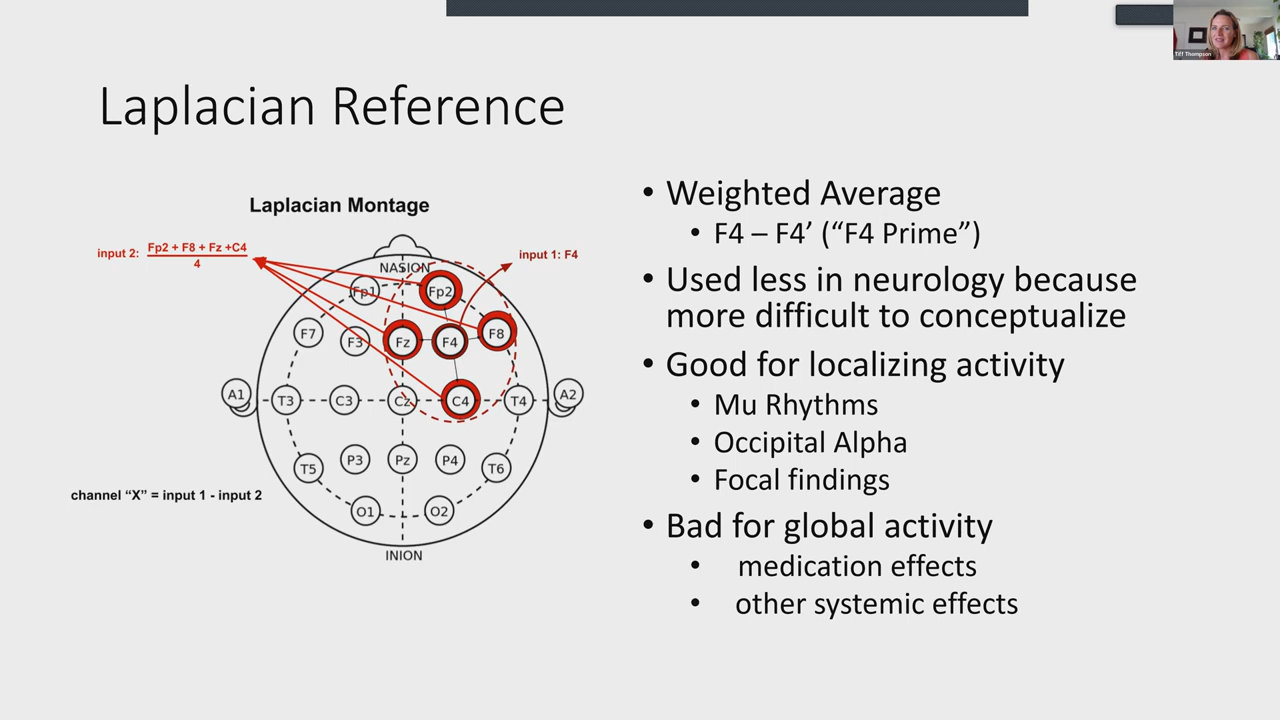 Tiff Thompson
Laplacian Reference
Laplacian Montage
input 2: Fp2 + F8 + Fz +C4
4
input 1: F4
NASION
Fp1 Fp2
F7 F3 Fz F4 F8
A1 T3 C3 Cz C4 T4 A2
T5 P3 Pz P4 T6
O1 O2
INION
channel “X” = input 1 - input 2
• Weighted Average
• F4 – F4’ (“F4 Prime”)
• Used less in neurology because
more difficult to conceptualize
• Good for localizing activity
• Mu Rhythms
• Occipital Alpha
• Focal findings
• Bad for global activity
• medication effects
• other systemic effects